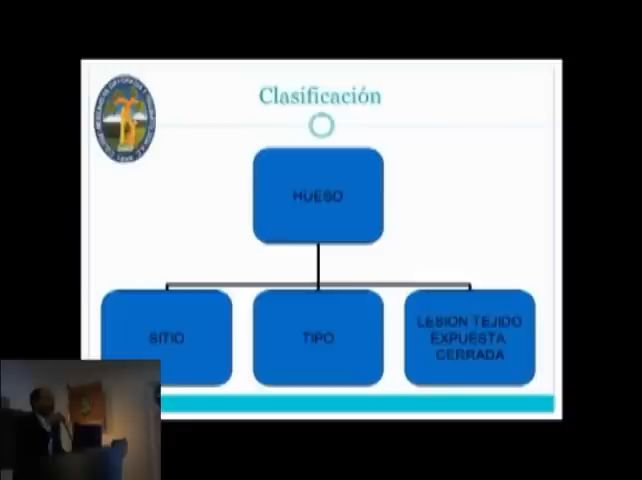 Clasificación
HUESO
SITIO
TIPO
LESION TEJIDO
EXPUESTA
CERRADA